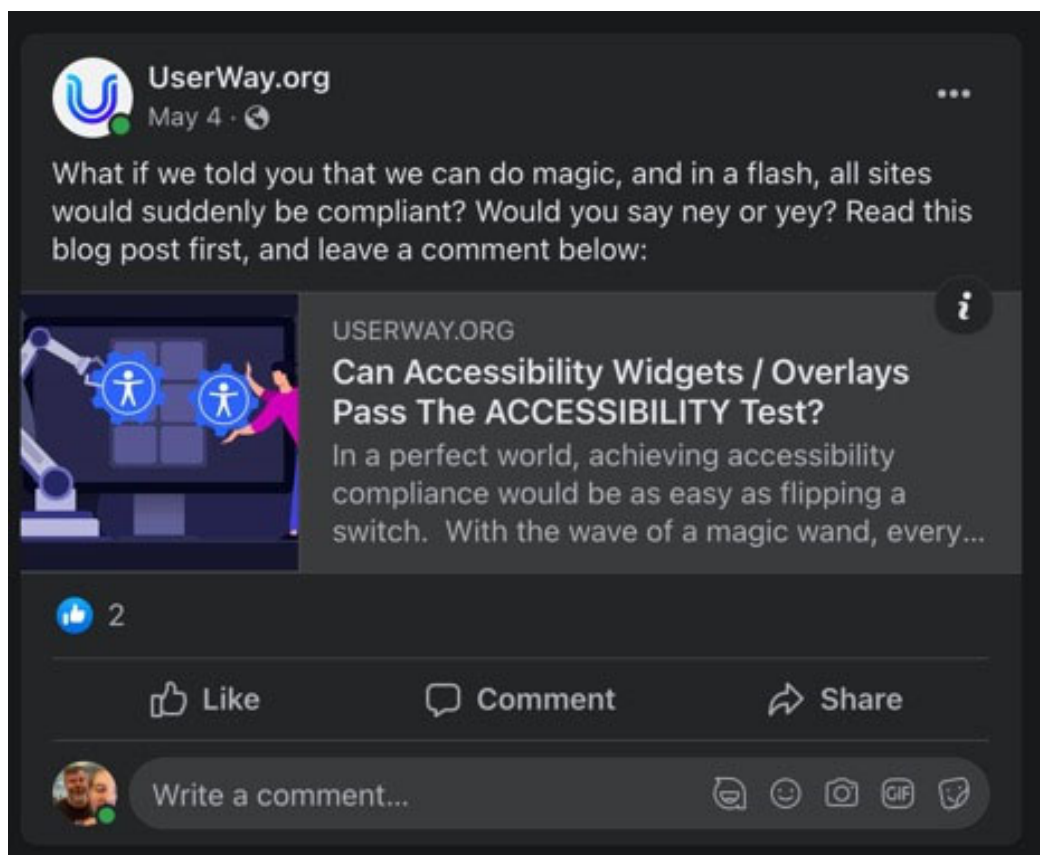 UserWay.org
May 4 ·
What if we told you that we can do magic, and in a flash, all sites
would suddenly be compliant? Would you say ney or yey? Read this
blog post first, and leave a comment below:
USERWAY.ORG
Can Accessibility Widgets / Overlays
Pass The ACCESSIBILITY Test?
In a perfect world, achieving accessibility
compliance would be as easy as flipping a
switch.  With the wave of a magic wand, every...
2
Like
Comment
Share
Write a comment...
GIF